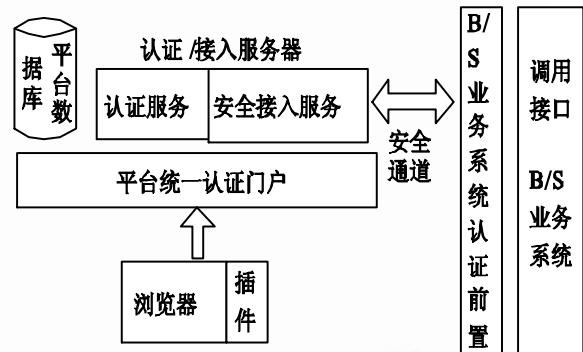 平台数
据库
认证 /接入服务器
认证服务
安全接入服务
安全
通道
平台统一认证门户
浏览器
插
件
B/
S
业
务
系
统
认
证
前
置
调用
接口
B/S
业务
系统